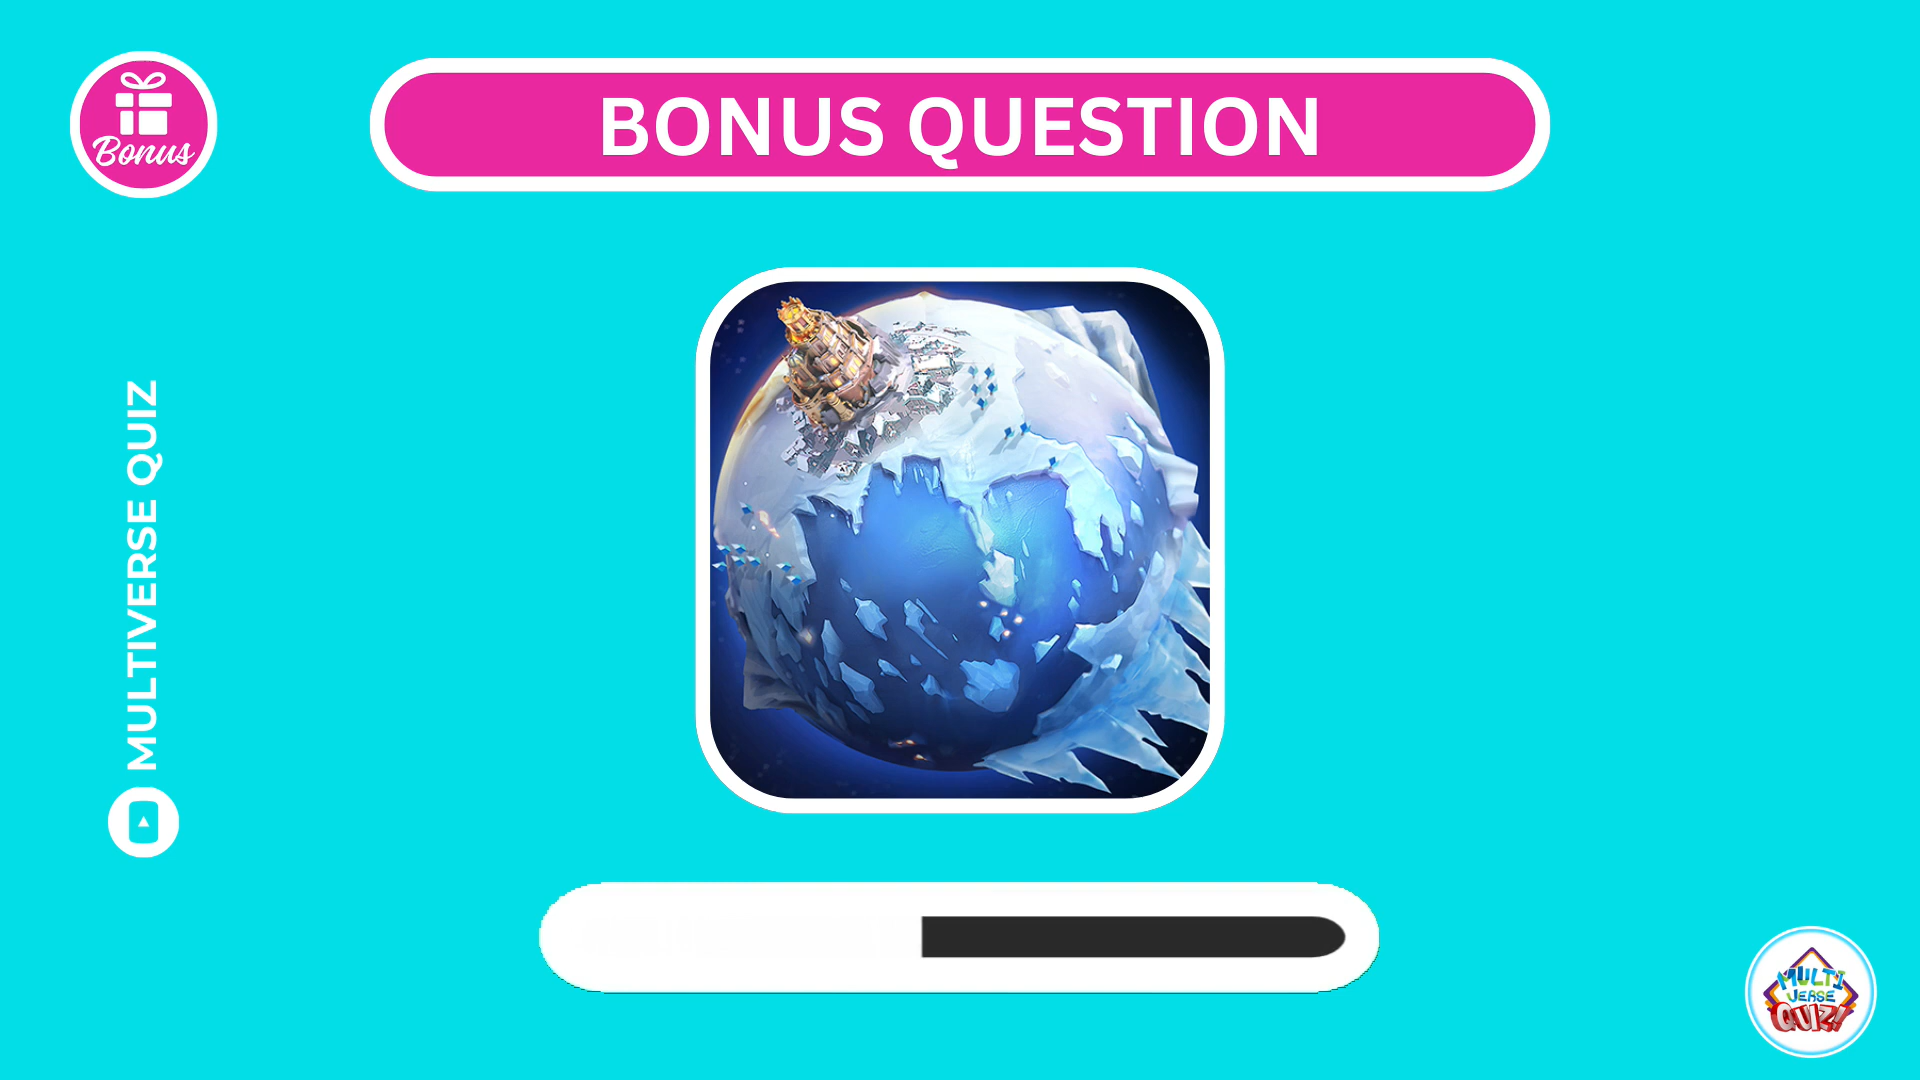 BONUS QUESTION
Bonus
MULTIVERSE QUIZ
MULTI
VERSE
QUIZ!